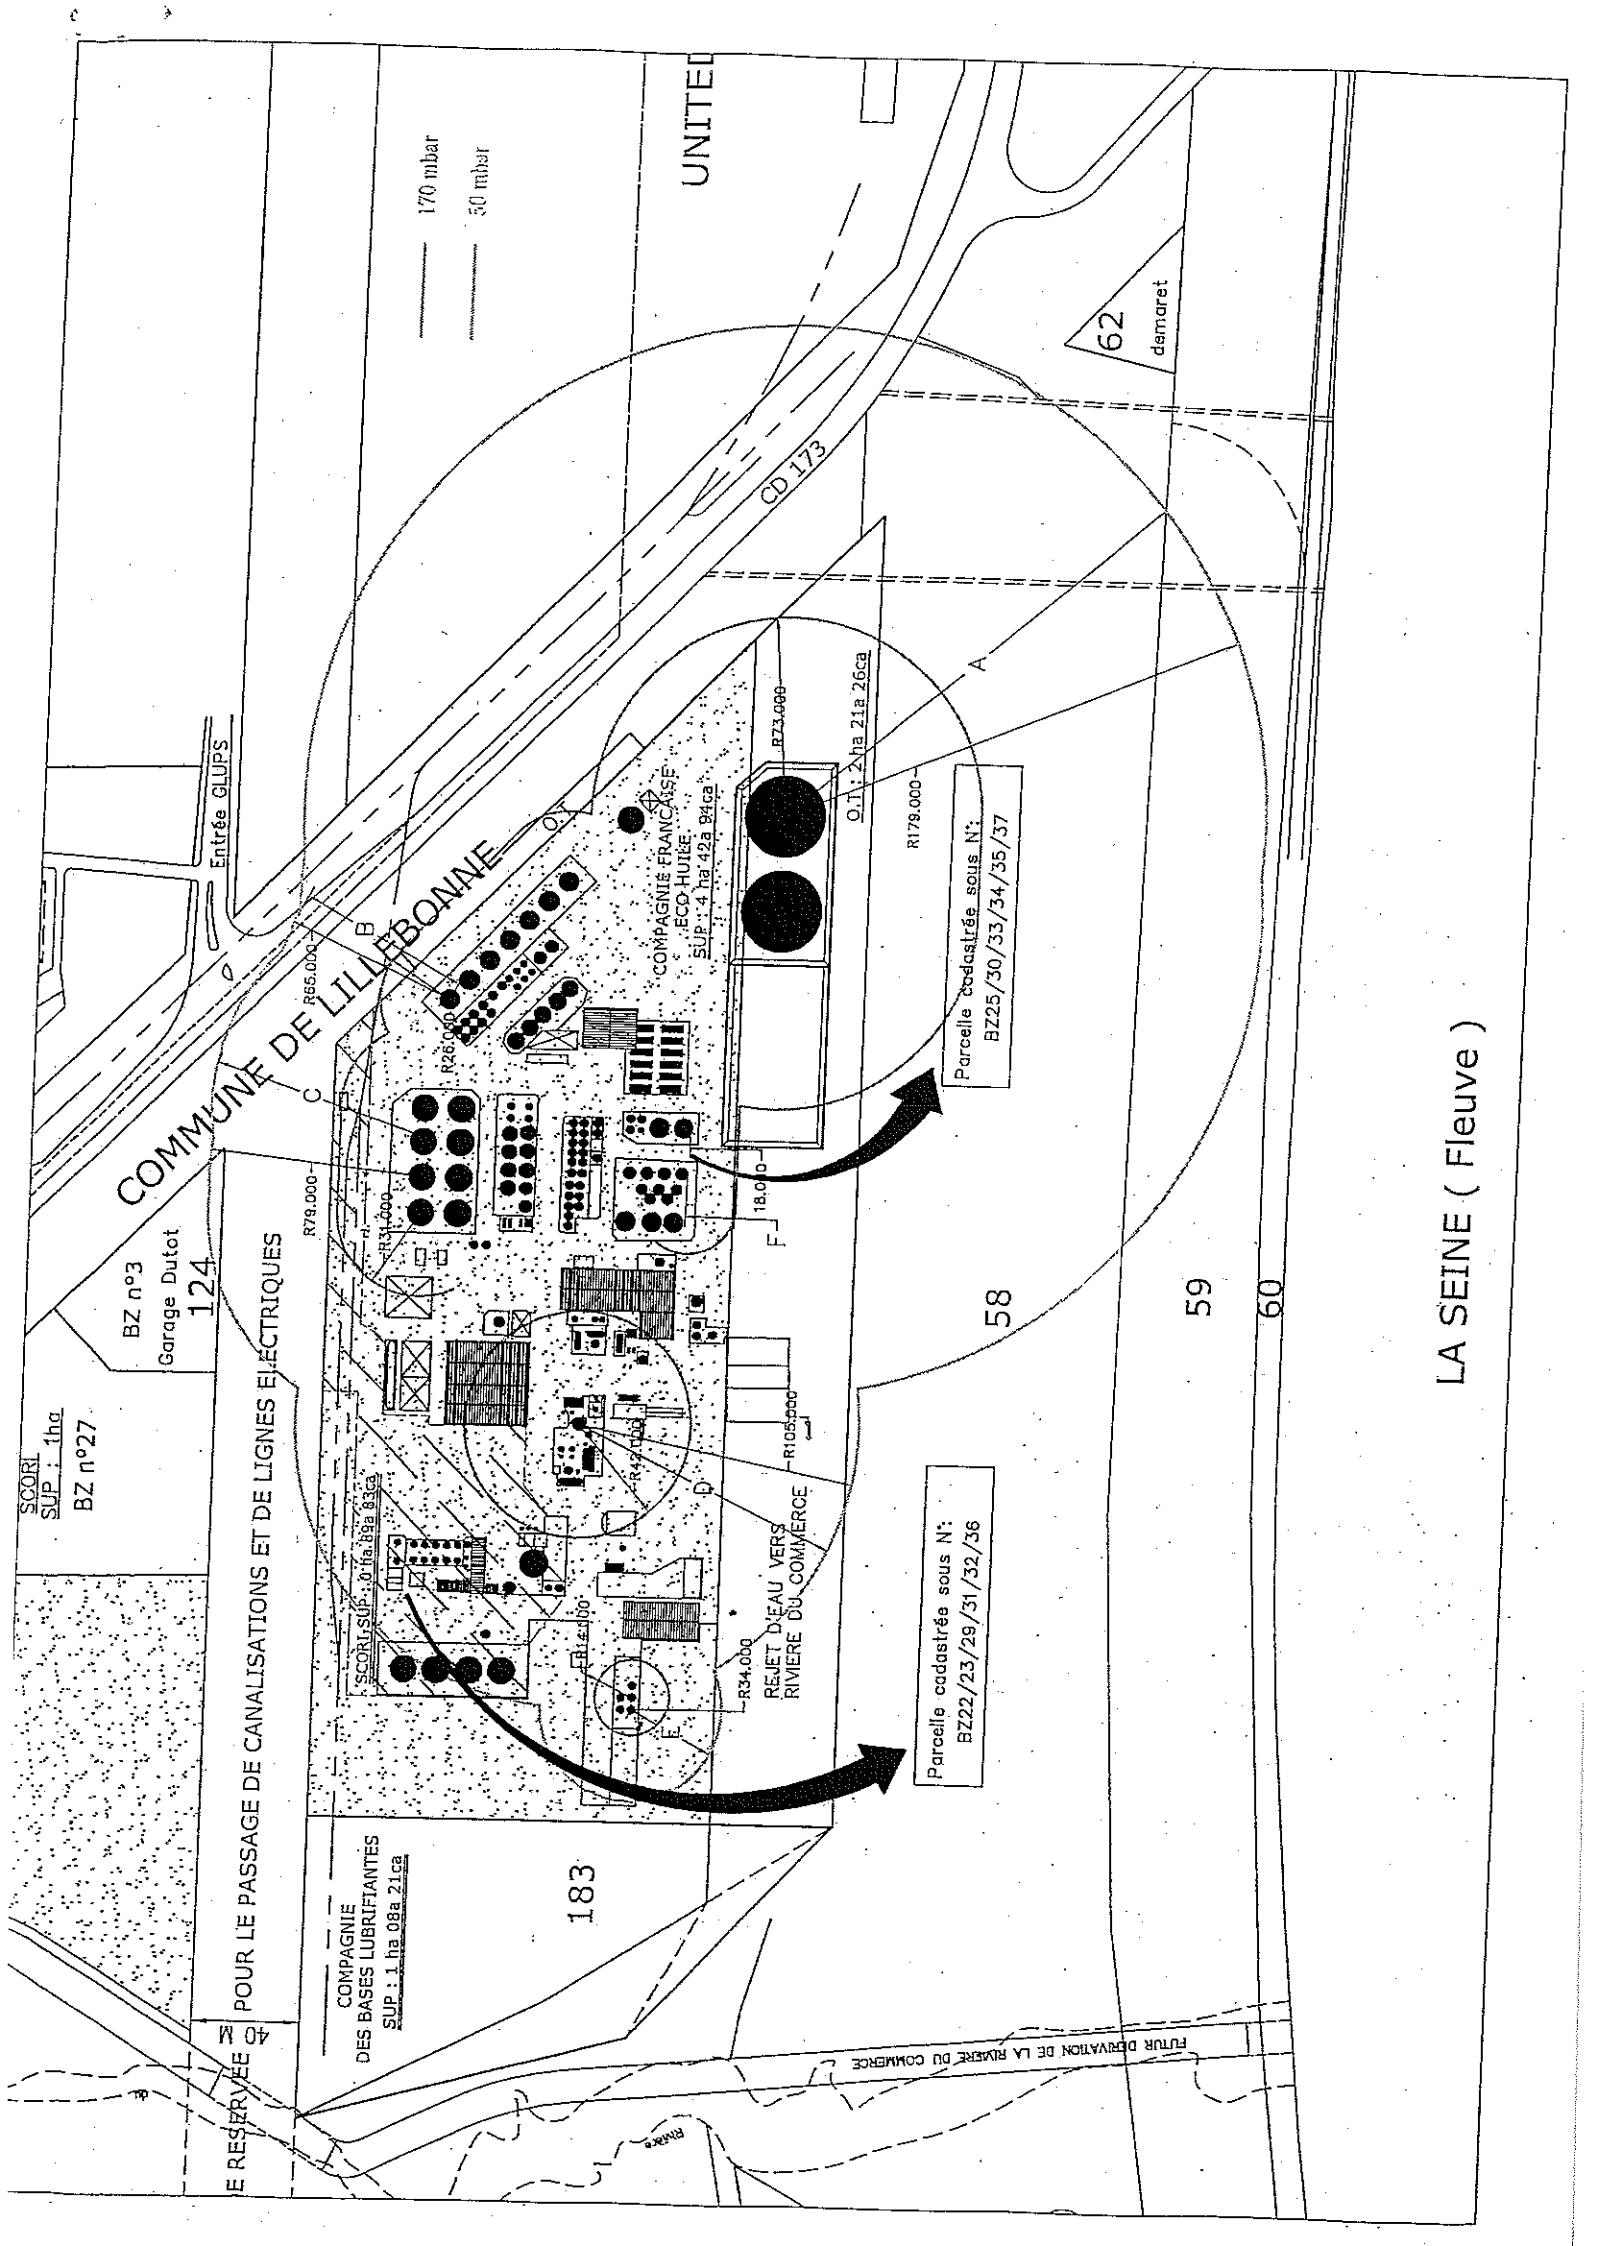 170 mbar
50 mbar
UNITED
62
demaret
CD 173
Entrée GLUPS
COMMUNE DE LILLEBONNE
O.T
B
R65.000
R26.000
C
R79.000
R31.000
COMPAGNIE FRANCAISE
ECO HUILE
SUP : 4 ha 42a 94ca
R73.000
O.T. : 2 ha 21a 26ca
A
R179.000
Parcelle cadastrée sous N°:
BZ25/30/33/34/35/37
18.000
F
BZ n°3
Garage Dutot
124
SCORI
SUP : 1ha
BZ n°27
E RESERVEE POUR LE PASSAGE DE CANALISATIONS ET DE LIGNES ELECTRIQUES
40 M
SCORI SUP : 0 ha 89a 83ca
R42.000
R105.000
D
REJET D'EAU VERS
RIVIERE DU COMMERCE
R14.000
R34.000
E
Parcelle cadastrée sous N°:
BZ22/23/29/31/32/36
COMPAGNIE
DES BASES LUBRIFIANTES
SUP : 1 ha 08a 21ca
183
58
59
60
FUTUR DERIVATION DE LA RIVIERE DU COMMERCE
Rivière
du
LA SEINE ( Fleuve )